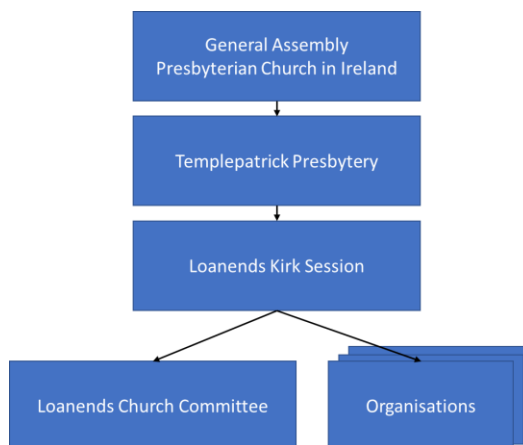 General Assembly
Presbyterian Church in Ireland
Templepatrick Presbytery
Loanends Kirk Session
Loanends Church Committee
Organisations